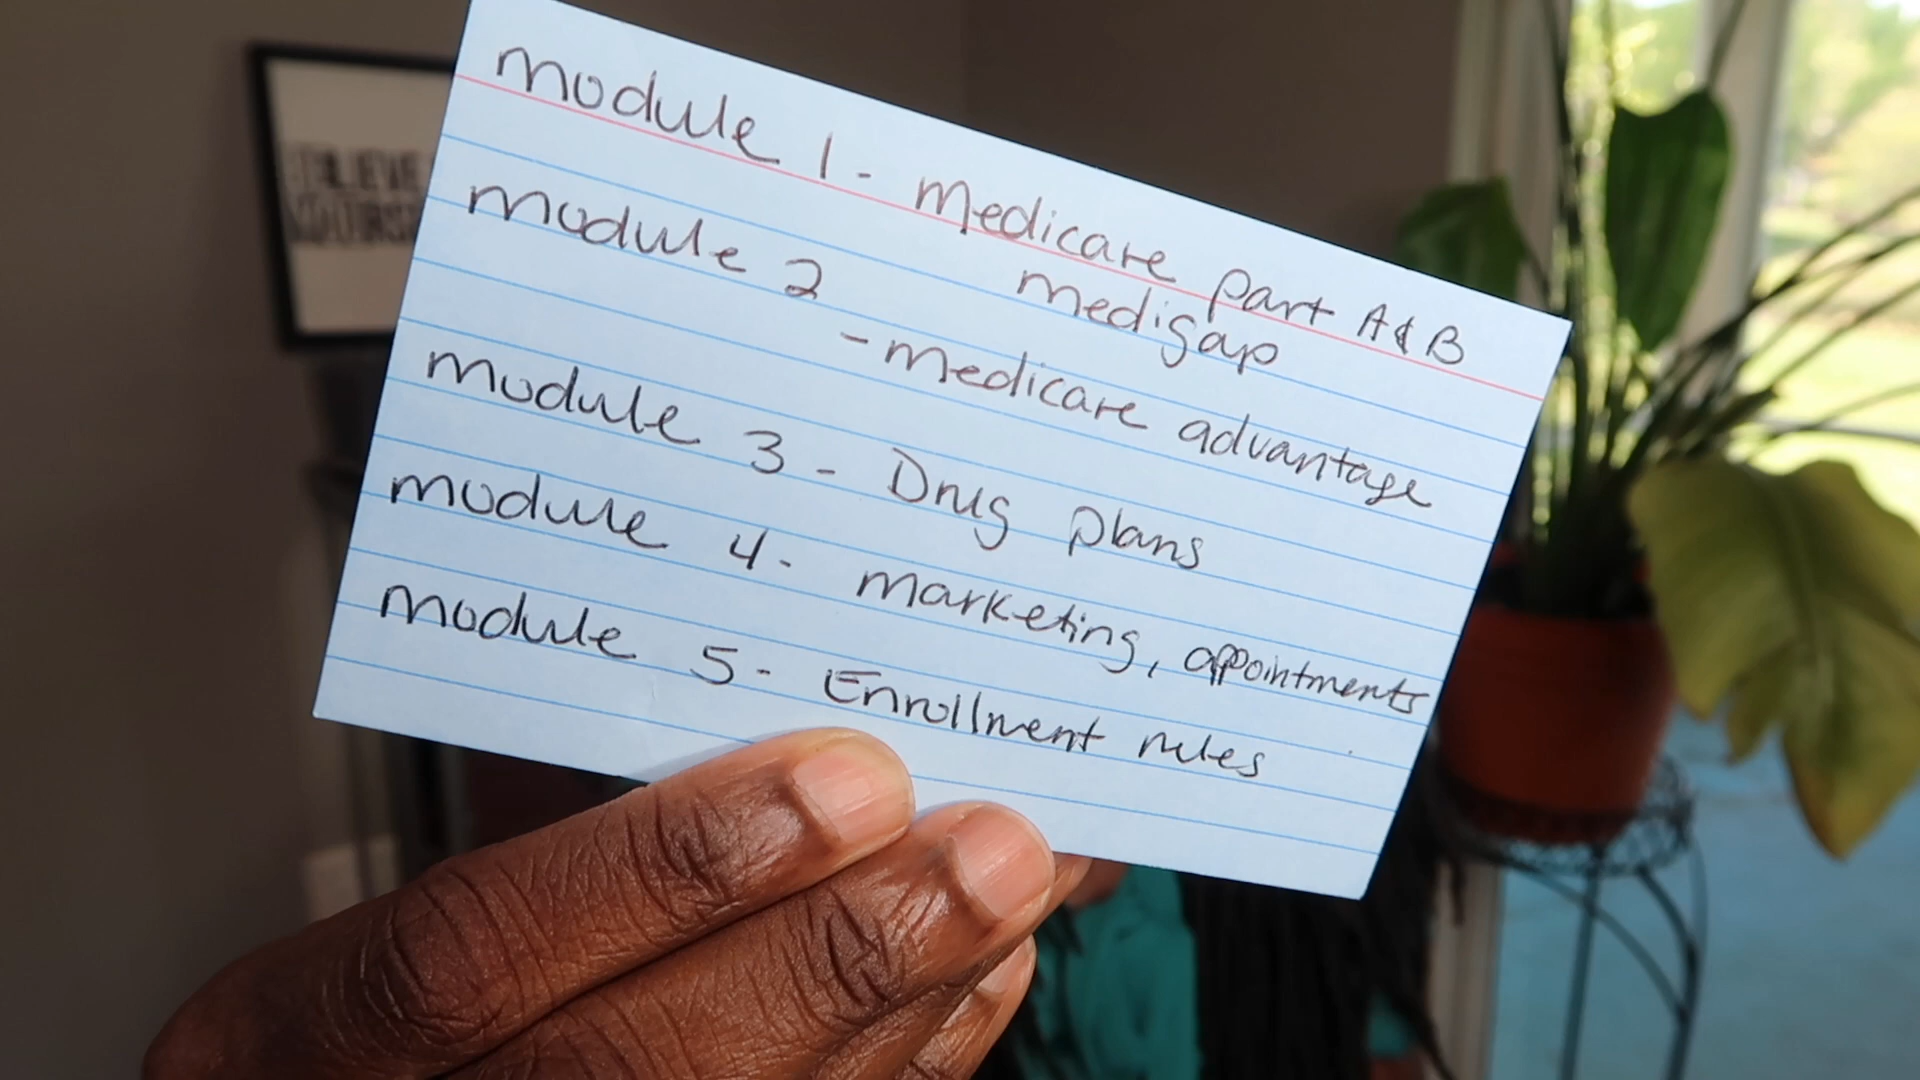 module 1 - Medicare part A & B
medigap
module 2
- medicare advantage
module 3 - Drug plans
module 4 - marketing, appointments
module 5 - Enrollment rules